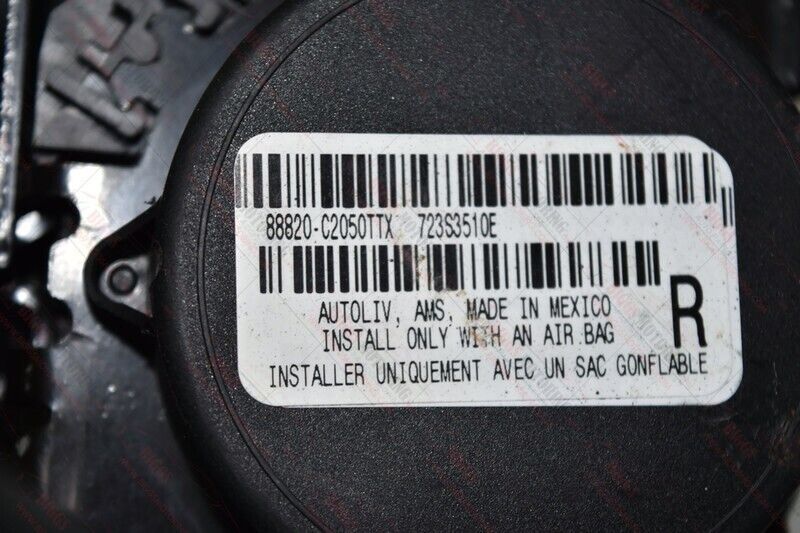 88820-C2050TTX 723S3510E
AUTOLIV, AMS, MADE IN MEXICO
INSTALL ONLY WITH AN AIR BAG
R
INSTALLER UNIQUEMENT AVEC UN SAC GONFLABLE